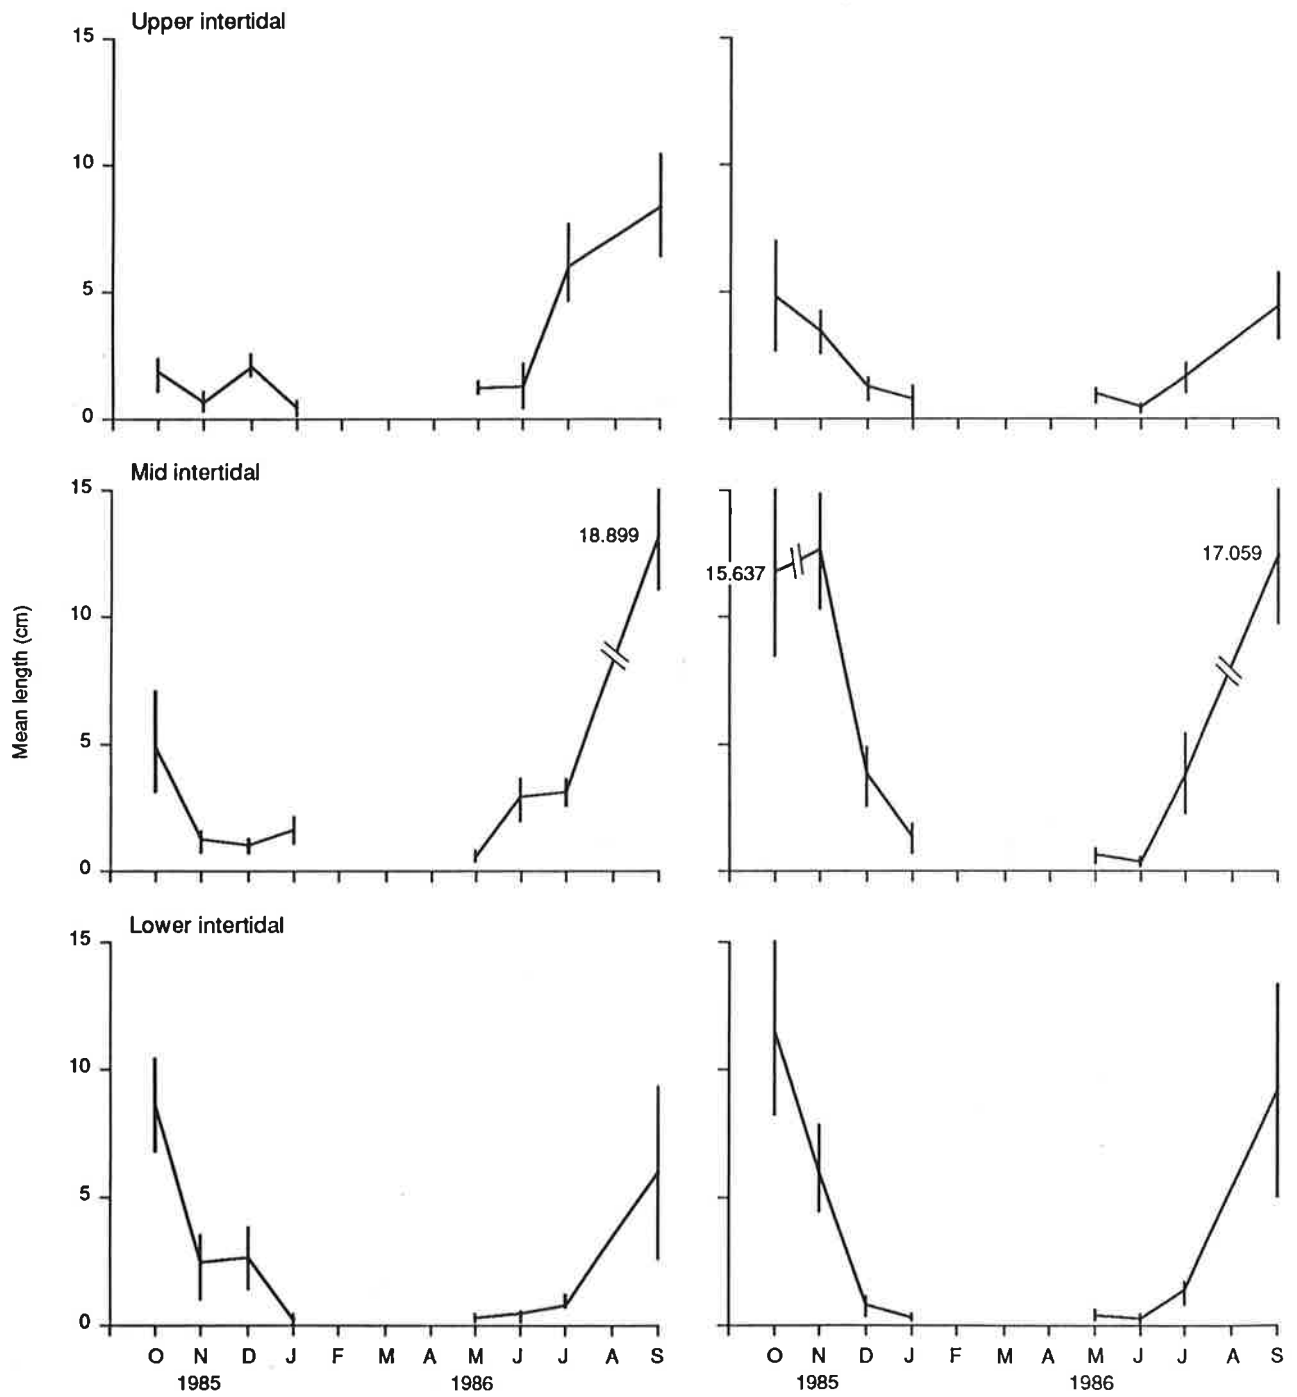 Upper intertidal
15
10
5
0
Mid intertidal
15
18.899
15.637
17.059
10
Mean length (cm)
5
0
Lower intertidal
15
10
5
0
O N D J F M A M J J A S
O N D J F M A M J J A S
1985 1986
1985 1986